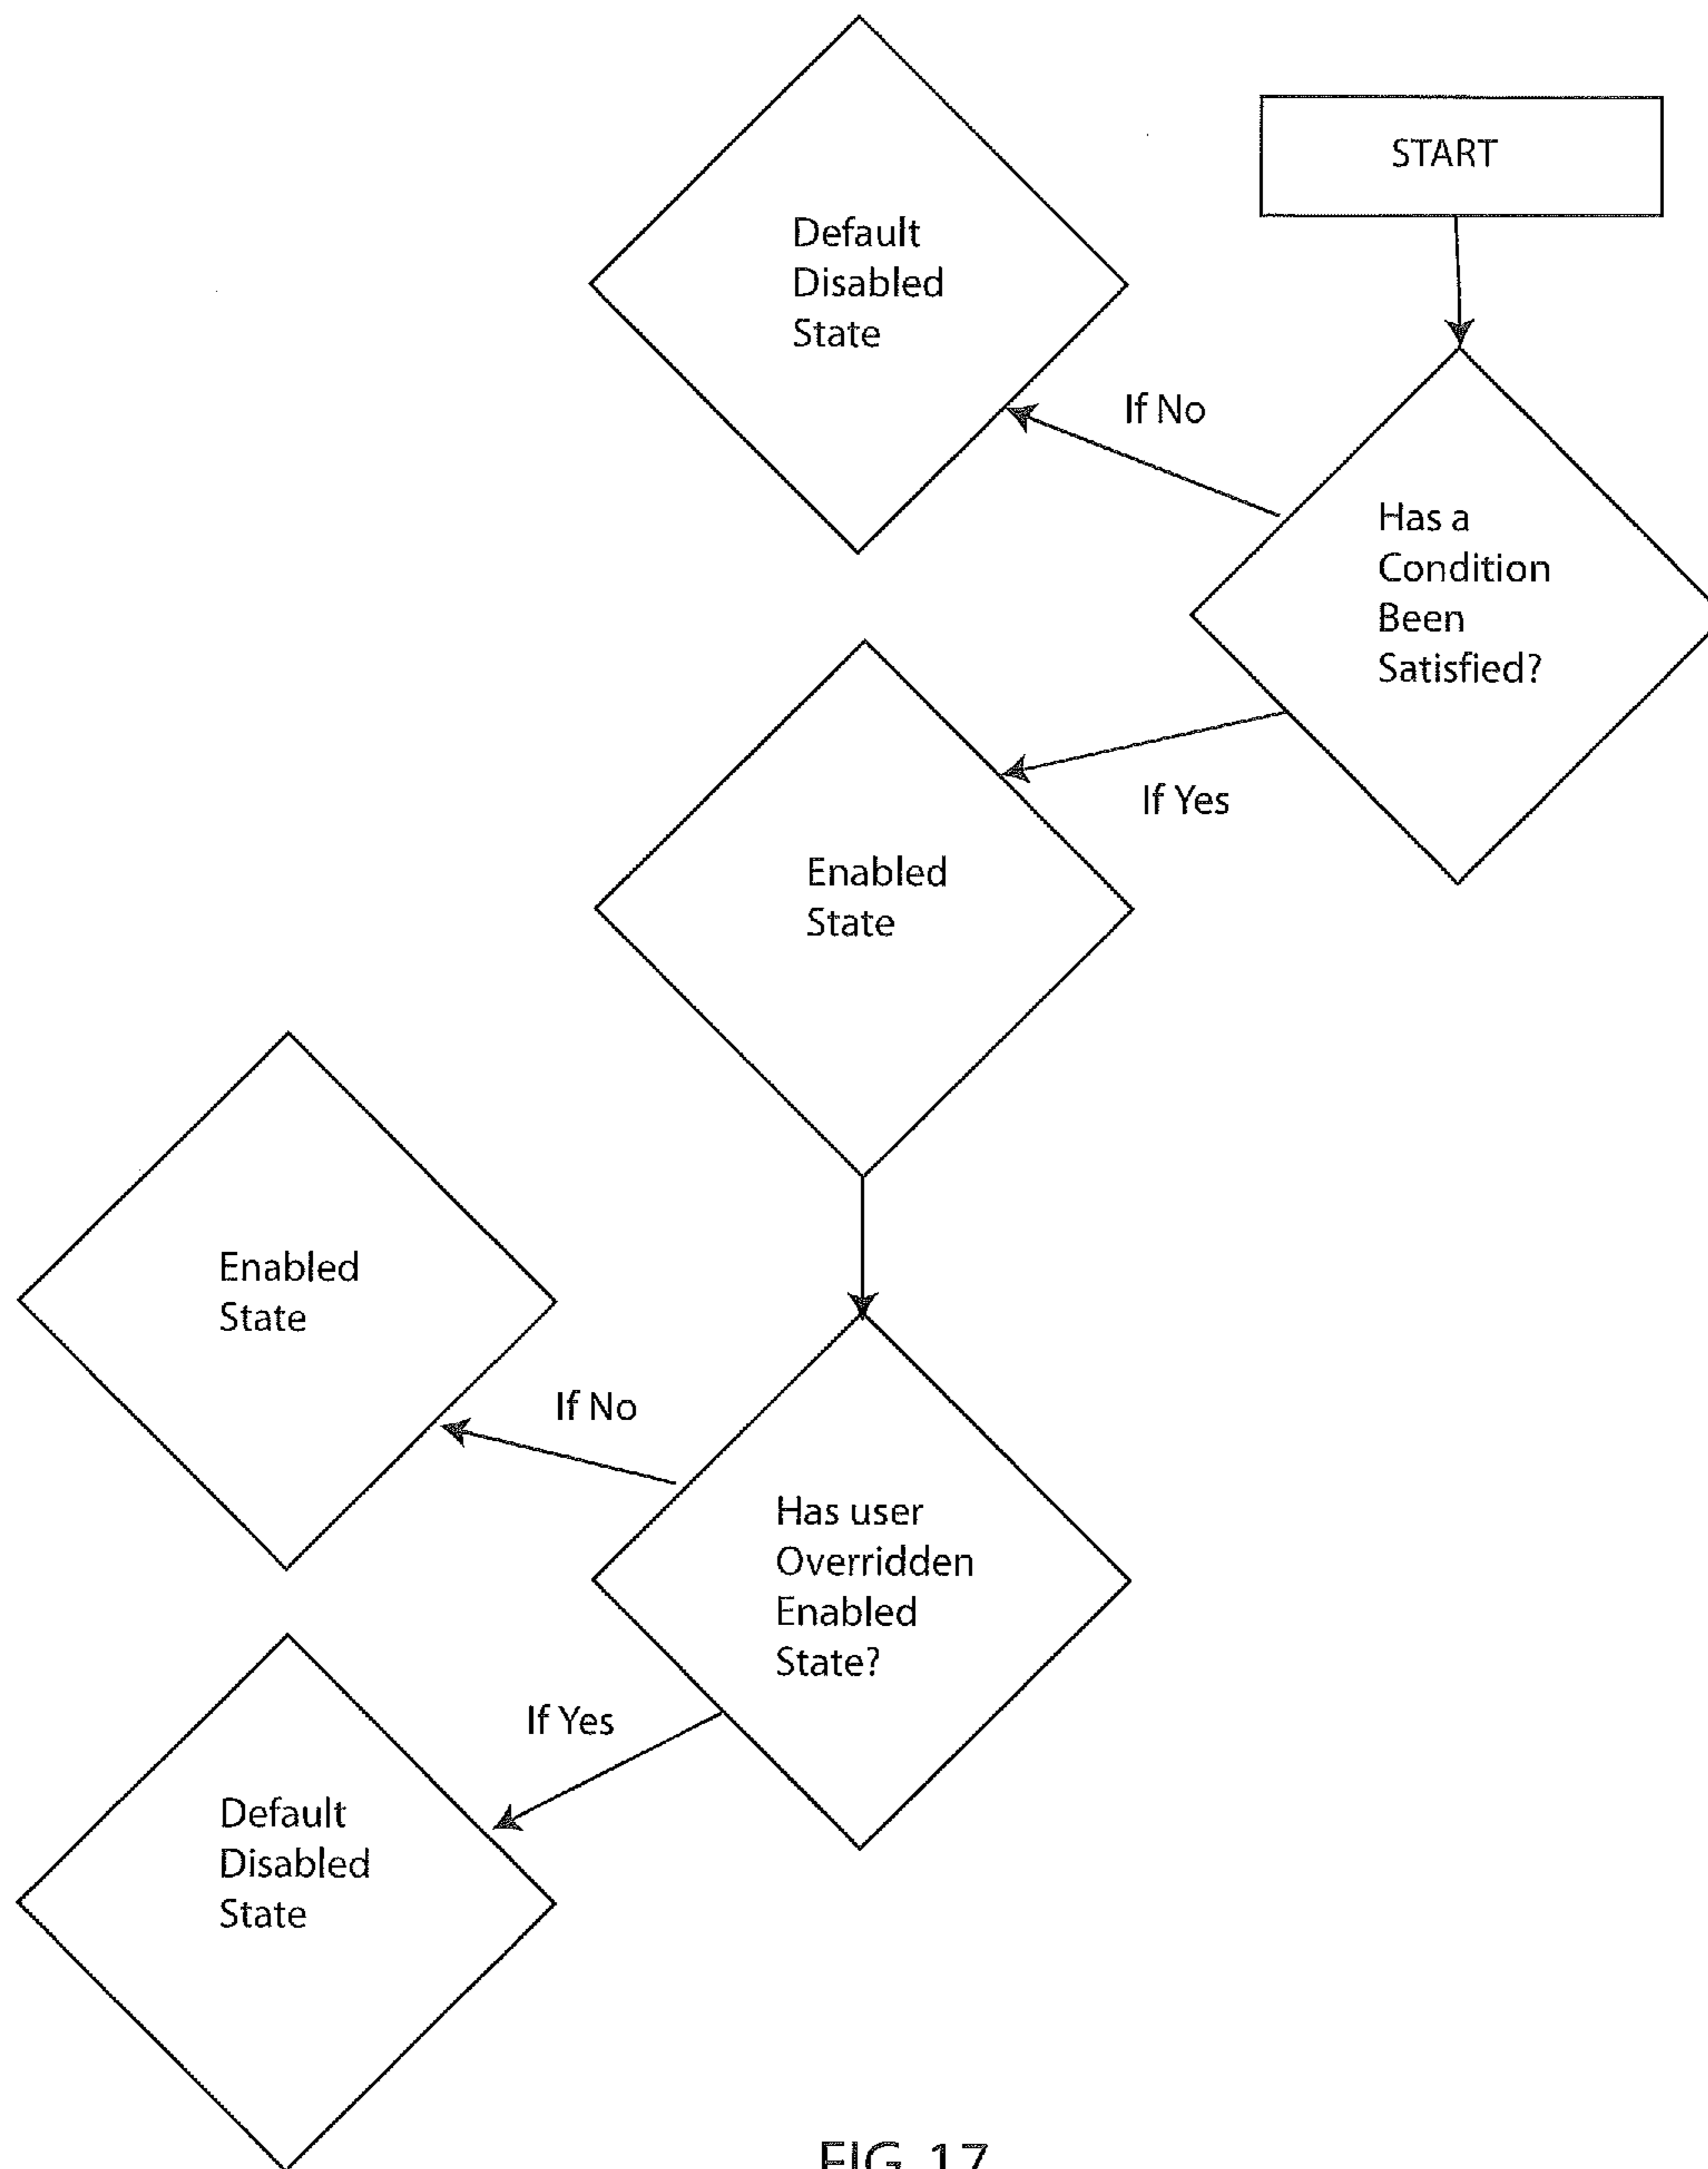 START
Default
Disabled
State
If No
Has a
Condition
Been
Satisfied?
If Yes
Enabled
State
Enabled
State
If No
Has user
Overridden
Enabled
State?
If Yes
Default
Disabled
State
FIG. 17